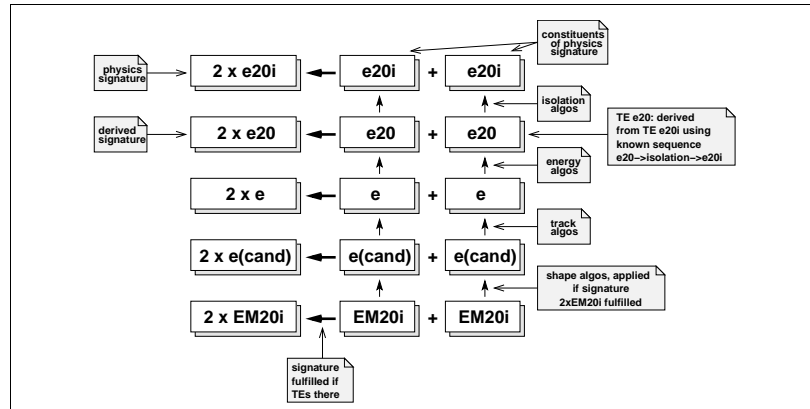 constituents
of physics
signature
physics
signature
2 x e20i
e20i
+
e20i
isolation
algos
derived
signature
2 x e20
e20
+
e20
TE e20: derived
from TE e20i using
known sequence
e20->isolation->e20i
energy
algos
2 x e
e
+
e
track
algos
2 x e(cand)
e(cand)
+
e(cand)
shape algos, applied
if signature
2xEM20i fulfilled
2 x EM20i
EM20i
+
EM20i
signature
fulfilled if
TEs there